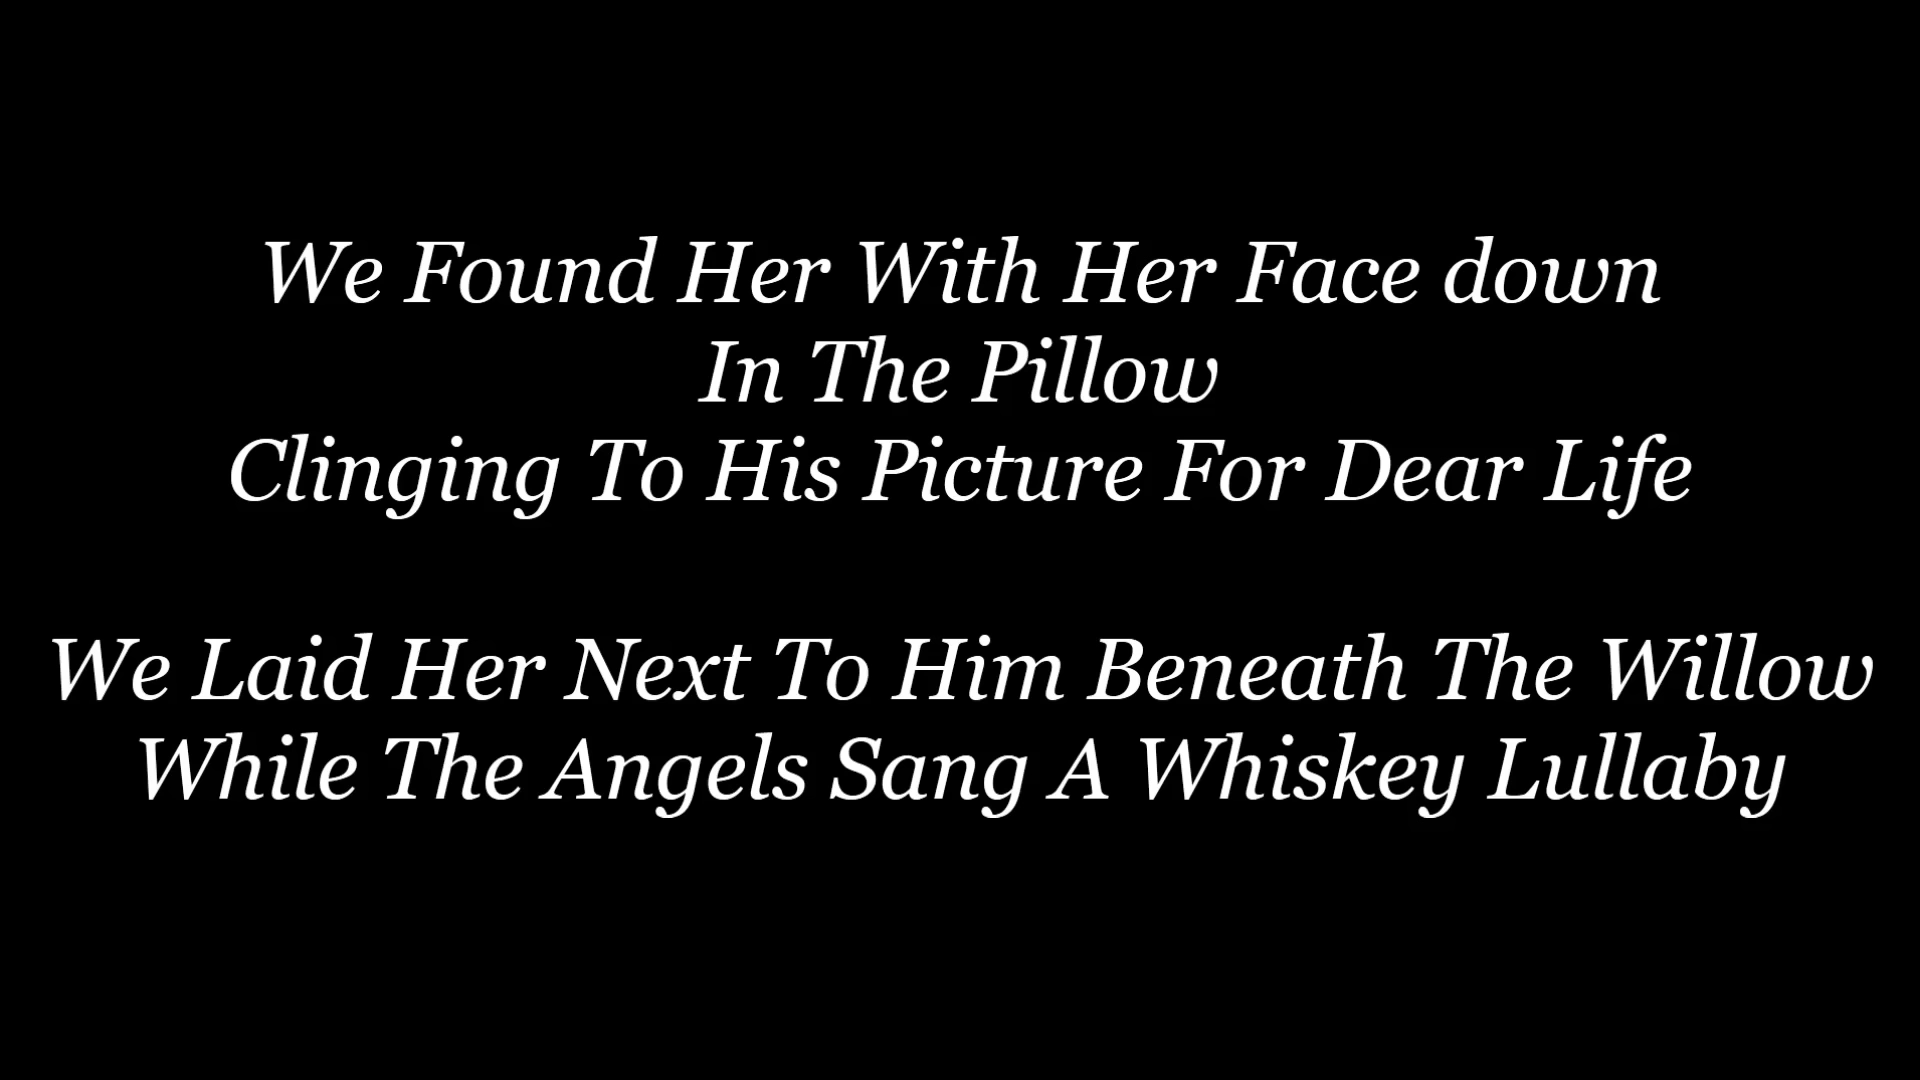 We Found Her With Her Face down
In The Pillow
Clinging To His Picture For Dear Life
We Laid Her Next To Him Beneath The Willow
While The Angels Sang A Whiskey Lullaby